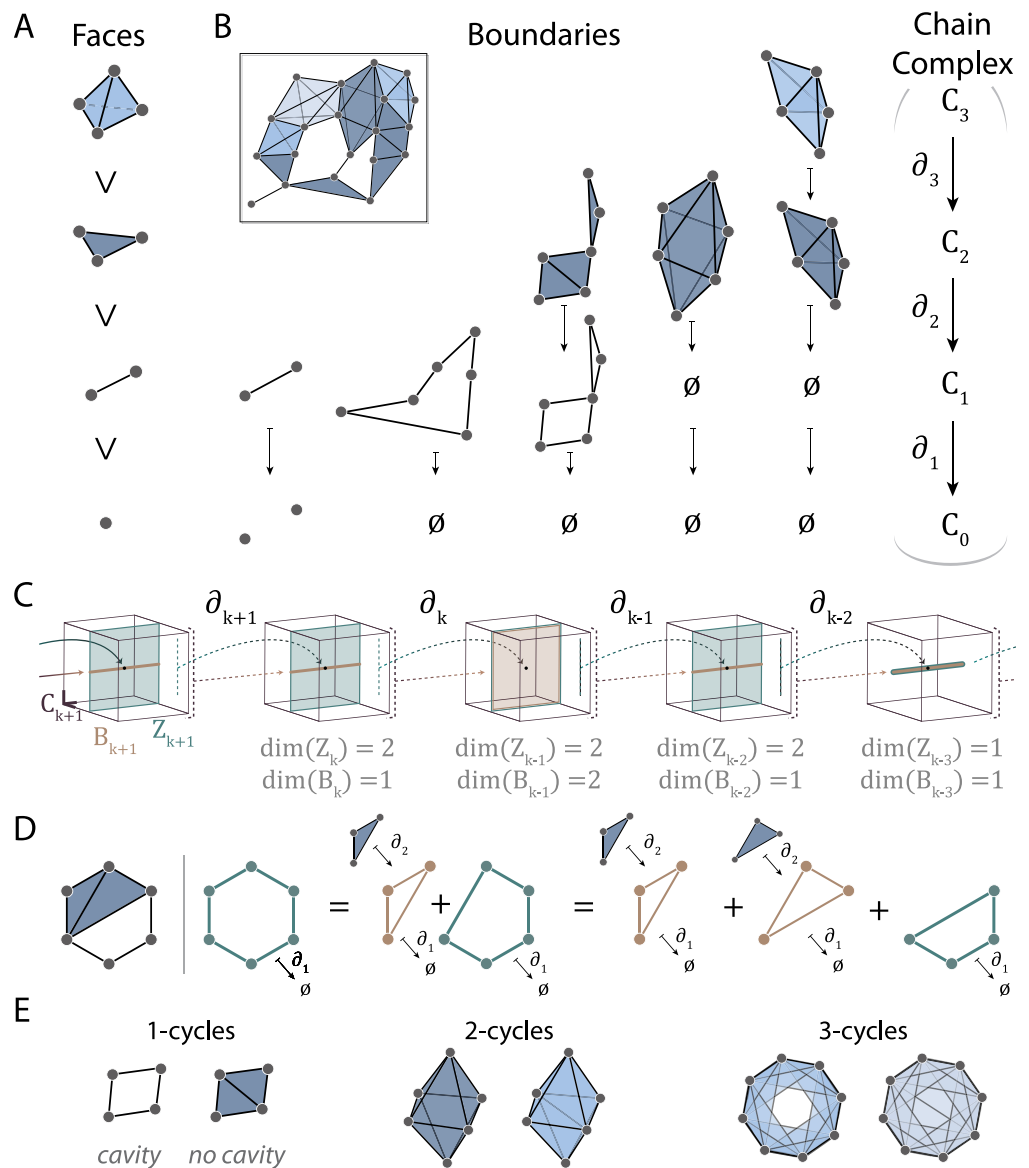 A
Faces
B
Boundaries
Chain
Complex
C₃
∂₃
C₂
∂₂
∅ ∅ C₁
∂₁
∅ ∅ ∅ ∅ C₀
C
∂ₖ₊₁ ∂ₖ ∂ₖ₋₁ ∂ₖ₋₂
Cₖ₊₁
Bₖ₊₁ Zₖ₊₁
dim(Zₖ) = 2 dim(Zₖ₋₁) = 2 dim(Zₖ₋₂) = 2 dim(Zₖ₋₃) = 1
dim(Bₖ) = 1 dim(Bₖ₋₁) = 2 dim(Bₖ₋₂) = 1 dim(Bₖ₋₃) = 1
D
∂₂ ∂₂ ∂₂
= + = + +
∂₁ ∂₁ ∂₁ ∂₁ ∂₁ ∂₁
∅ ∅ ∅ ∅ ∅ ∅
E
1-cycles 2-cycles 3-cycles
cavity no cavity